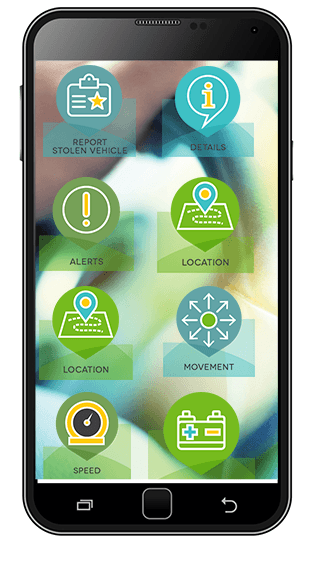 REPORT
STOLEN VEHICLE
DETAILS
ALERTS
LOCATION
LOCATION
MOVEMENT
SPEED